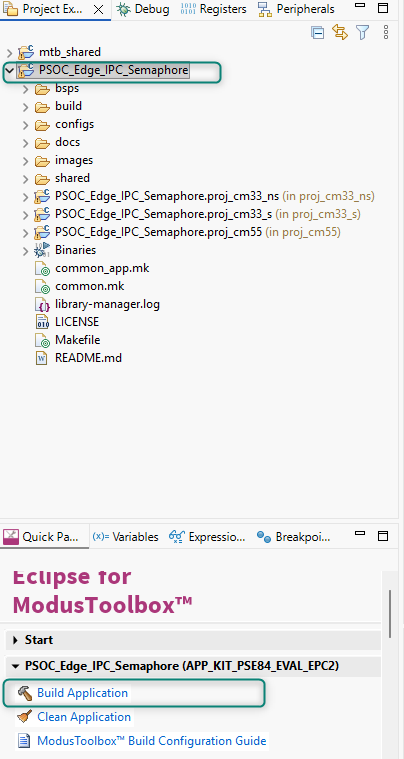 Project Ex... Debug Registers Peripherals
mtb_shared
PSOC_Edge_IPC_Semaphore
bsps
build
configs
docs
images
shared
PSOC_Edge_IPC_Semaphore.proj_cm33_ns (in proj_cm33_ns)
PSOC_Edge_IPC_Semaphore.proj_cm33_s (in proj_cm33_s)
PSOC_Edge_IPC_Semaphore.proj_cm55 (in proj_cm55)
Binaries
common_app.mk
common.mk
library-manager.log
LICENSE
Makefile
README.md
Quick Pa... Variables Expressio... Breakpoi...
Eclipse for
ModusToolbox™
Start
PSOC_Edge_IPC_Semaphore (APP_KIT_PSE84_EVAL_EPC2)
Build Application
Clean Application
ModusToolbox™ Build Configuration Guide